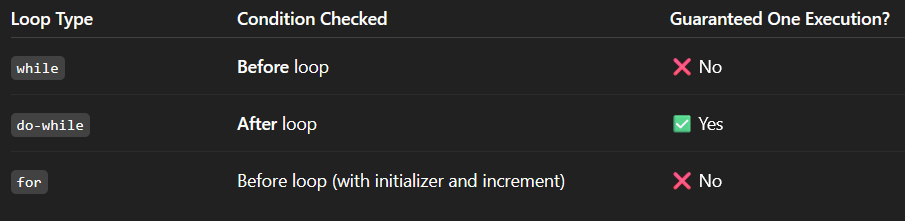 Loop Type Condition Checked Guaranteed One Execution?
while Before loop ❌ No
do-while After loop ✅ Yes
for Before loop (with initializer and increment) ❌ No